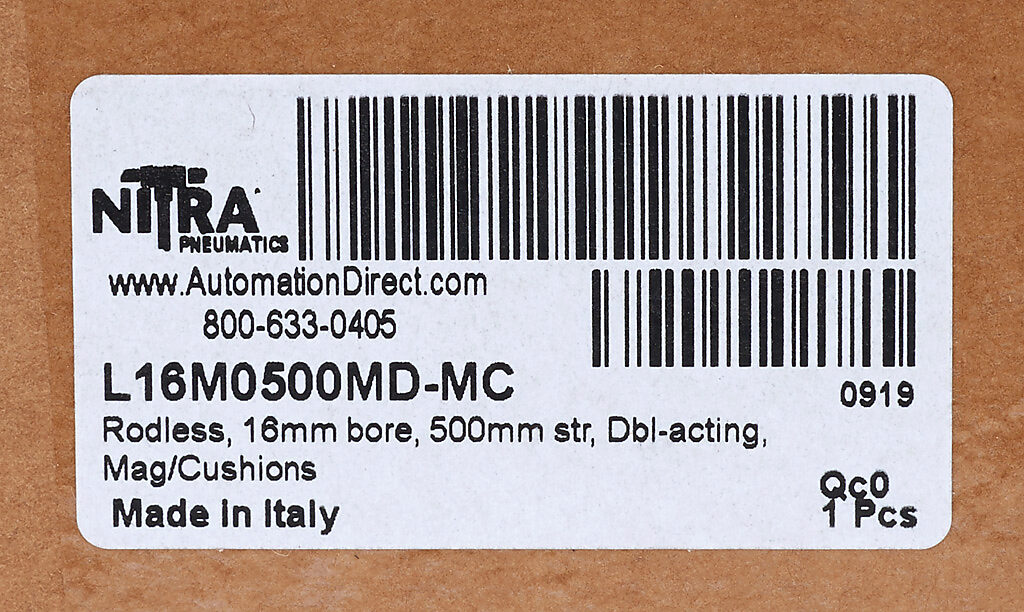 NITRA
PNEUMATICS
www.AutomationDirect.com
800-633-0405
L16M0500MD-MC
0919
Rodless, 16mm bore, 500mm str, Dbl-acting,
Mag/Cushions
Made in Italy
Qc0
1 Pcs